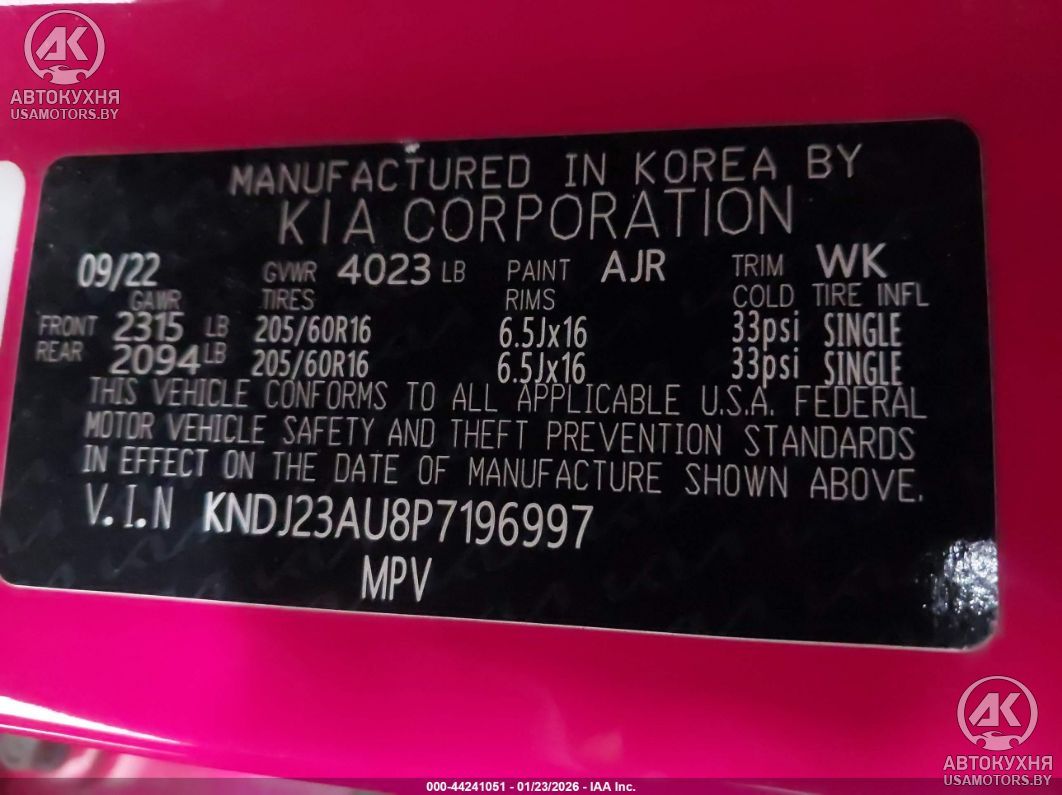 AK
АВТОКУХНЯ
USAMOTORS.BY
MANUFACTURED IN KOREA BY
KIA CORPORATION
09/22 GVWR 4023 LB PAINT AJR TRIM WK
GAWR TIRES RIMS COLD TIRE INFL
FRONT 2315 LB 205/60R16 6.5Jx16 33psi SINGLE
REAR 2094 LB 205/60R16 6.5Jx16 33psi SINGLE
THIS VEHICLE CONFORMS TO ALL APPLICABLE U.S.A. FEDERAL
MOTOR VEHICLE SAFETY AND THEFT PREVENTION STANDARDS
IN EFFECT ON THE DATE OF MANUFACTURE SHOWN ABOVE.
V.I.N KNDJ23AU8P7196997
MPV
AK
АВТОКУХНЯ
USAMOTORS.BY
000-44241051 - 01/23/2026 - IAA Inc.